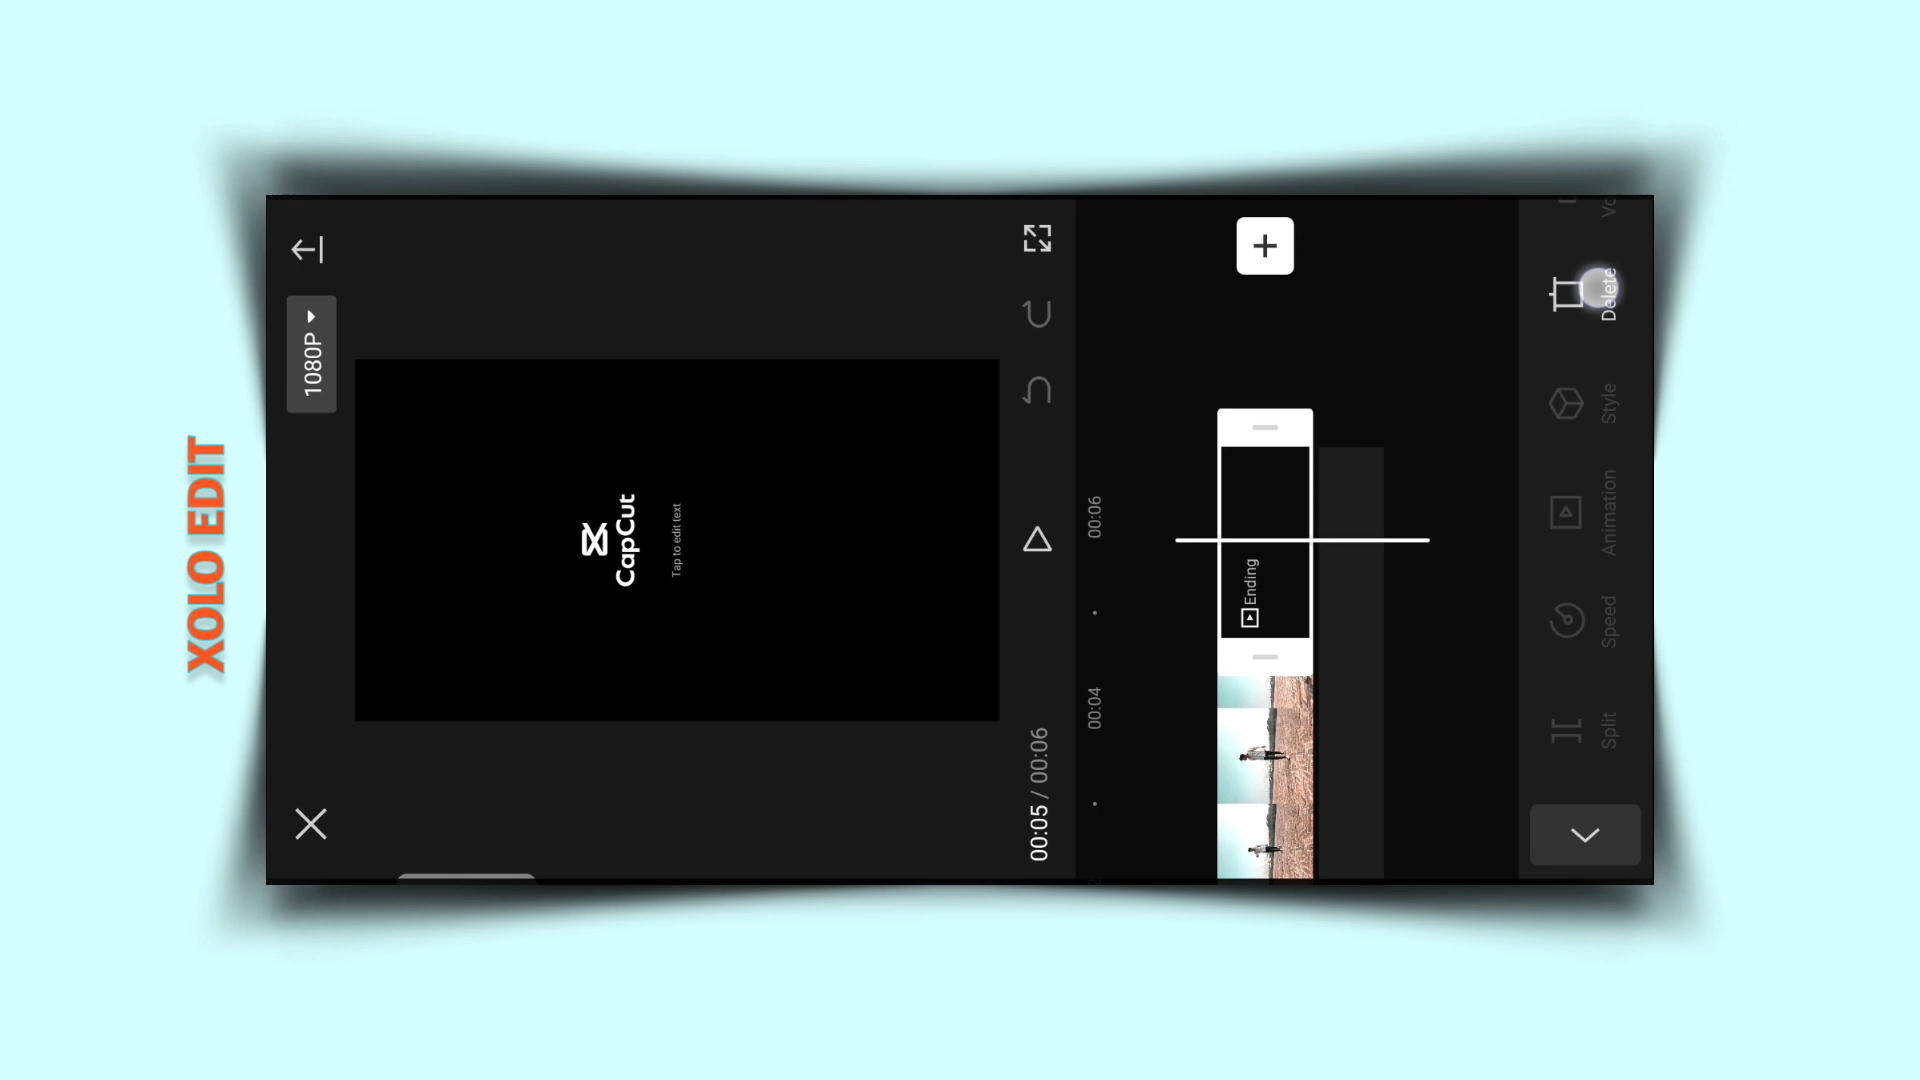 XOLO EDIT
1080P
CapCut
Tap to edit text
00:05 / 00:06
00:04
00:06
Ending
Split
Speed
Animation
Style
Delete